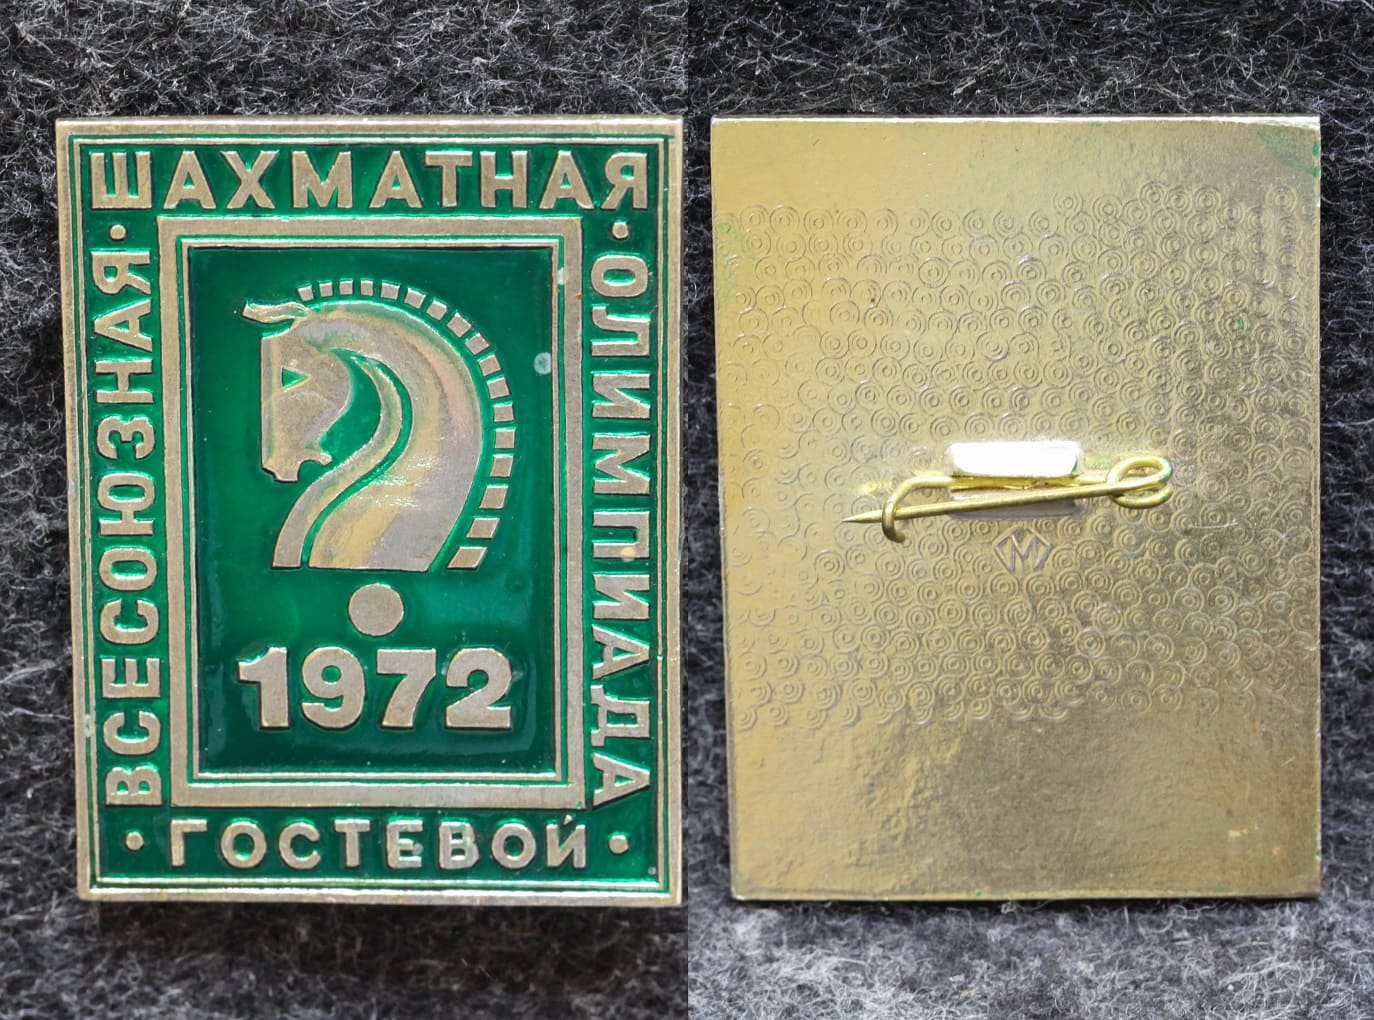 ВСЕСОЮЗНАЯ
ШАХМАТНАЯ
ОЛИМПИАДА
1972
ГОСТЕВОЙ
М